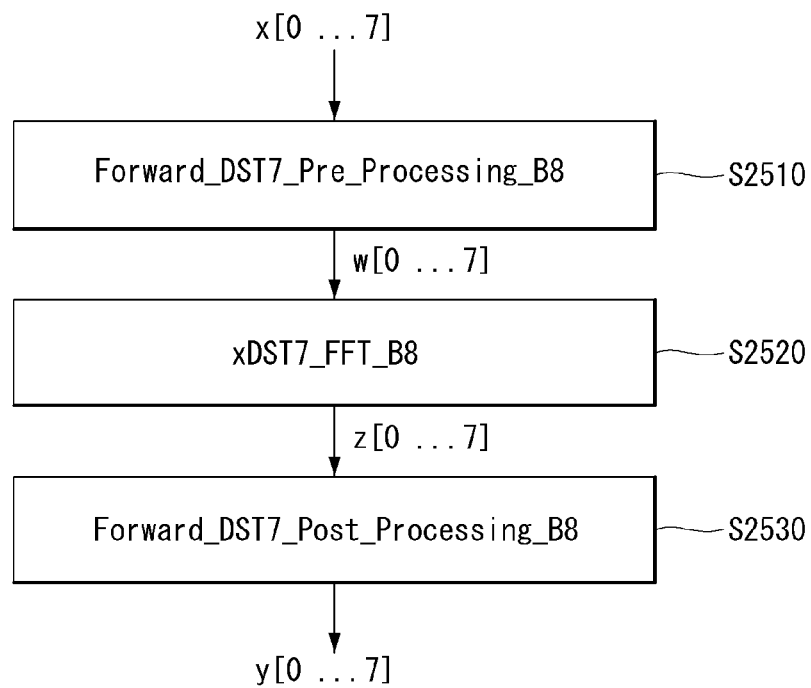 x[0 ...7]
Forward_DST7_Pre_Processing_B8
S2510
w[0 ...7]
xDST7_FFT_B8
S2520
z[0 ...7]
Forward_DST7_Post_Processing_B8
S2530
y[0 ...7]